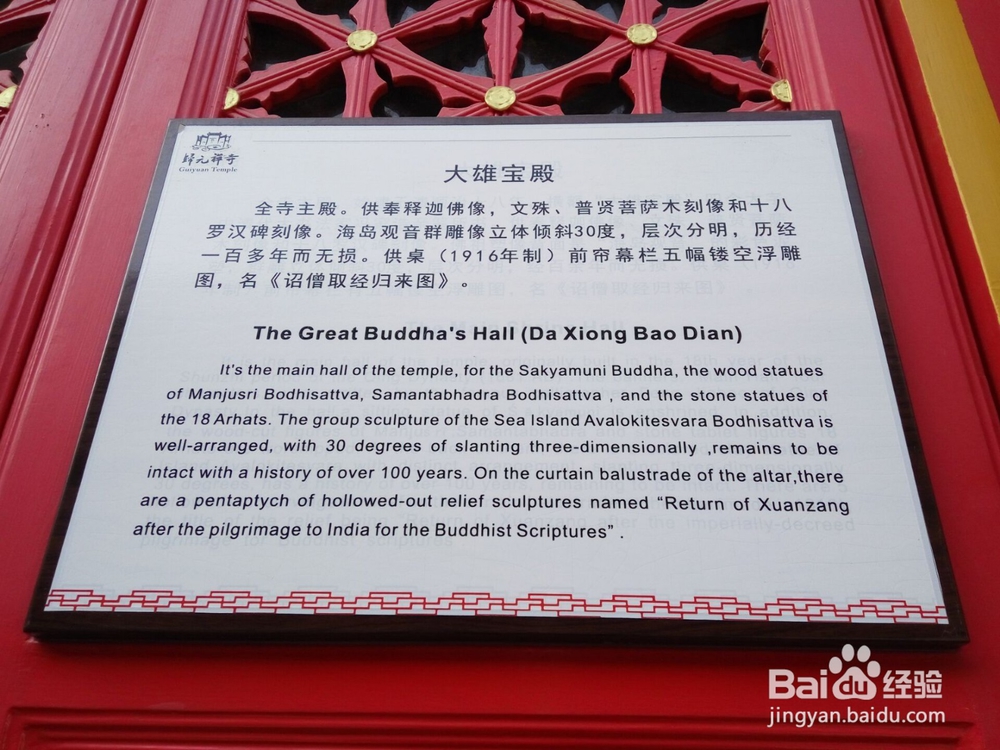 归元禅寺
Guiyuan Temple
大雄宝殿
全寺主殿。供奉释迦佛像，文殊、普贤菩萨木刻像和十八
罗汉碑刻像。海岛观音群雕像立体倾斜30度，层次分明，历经
一百多年而无损。供桌（1916年制）前帘幕栏五幅镂空浮雕
图，名《诏僧取经归来图》。
The Great Buddha's Hall (Da Xiong Bao Dian)
It's the main hall of the temple, for the Sakyamuni Buddha, the wood statues
of Manjusri Bodhisattva, Samantabhadra Bodhisattva , and the stone statues of
the 18 Arhats. The group sculpture of the Sea Island Avalokitesvara Bodhisattva is
well-arranged, with 30 degrees of slanting three-dimensionally ,remains to be
intact with a history of over 100 years. On the curtain balustrade of the altar,there
are a pentaptych of hollowed-out relief sculptures named “Return of Xuanzang
after the pilgrimage to India for the Buddhist Scriptures” .
Baidu 经验
jingyan.baidu.com